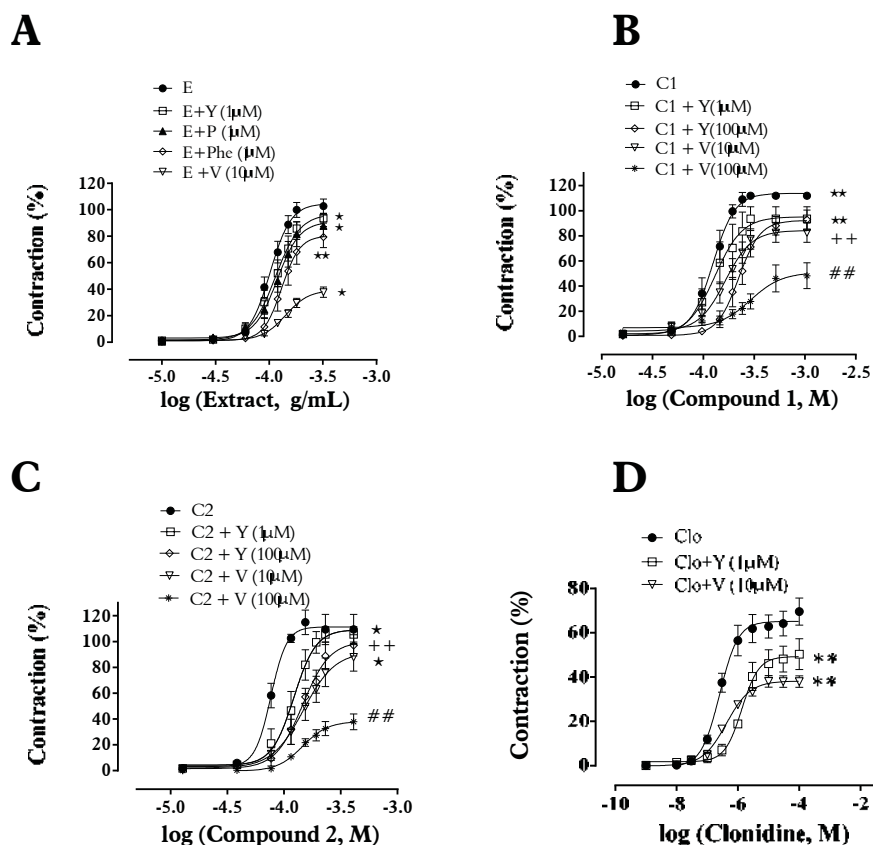 A
E
E+Y (1µM)
E+P (1µM)
E+Phe (1µM)
E +V (10µM)
Contraction (%)
120
100
80
60
40
20
0
★
★
★★
★
-5.0 -4.5 -4.0 -3.5 -3.0
log (Extract, g/mL)
B
C1
C1 + Y(1µM)
C1 + Y(100µM)
C1 + V(10µM)
C1 + V(100µM)
Contraction (%)
120
100
80
60
40
20
0
★★
★★
++
##
-5.0 -4.5 -4.0 -3.5 -3.0 -2.5
log (Compound 1, M)
C
C2
C2 + Y (1µM)
C2 + Y (100µM)
C2 + V (10µM)
C2 + V (100µM)
Contraction (%)
120
100
80
60
40
20
0
★
++
★
##
-5.0 -4.5 -4.0 -3.5 -3.0
log (Compound 2, M)
D
Clo
Clo+Y (1µM)
Clo+V (10µM)
Contraction (%)
80
60
40
20
0
**
**
-10 -8 -6 -4 -2
log (Clonidine, M)